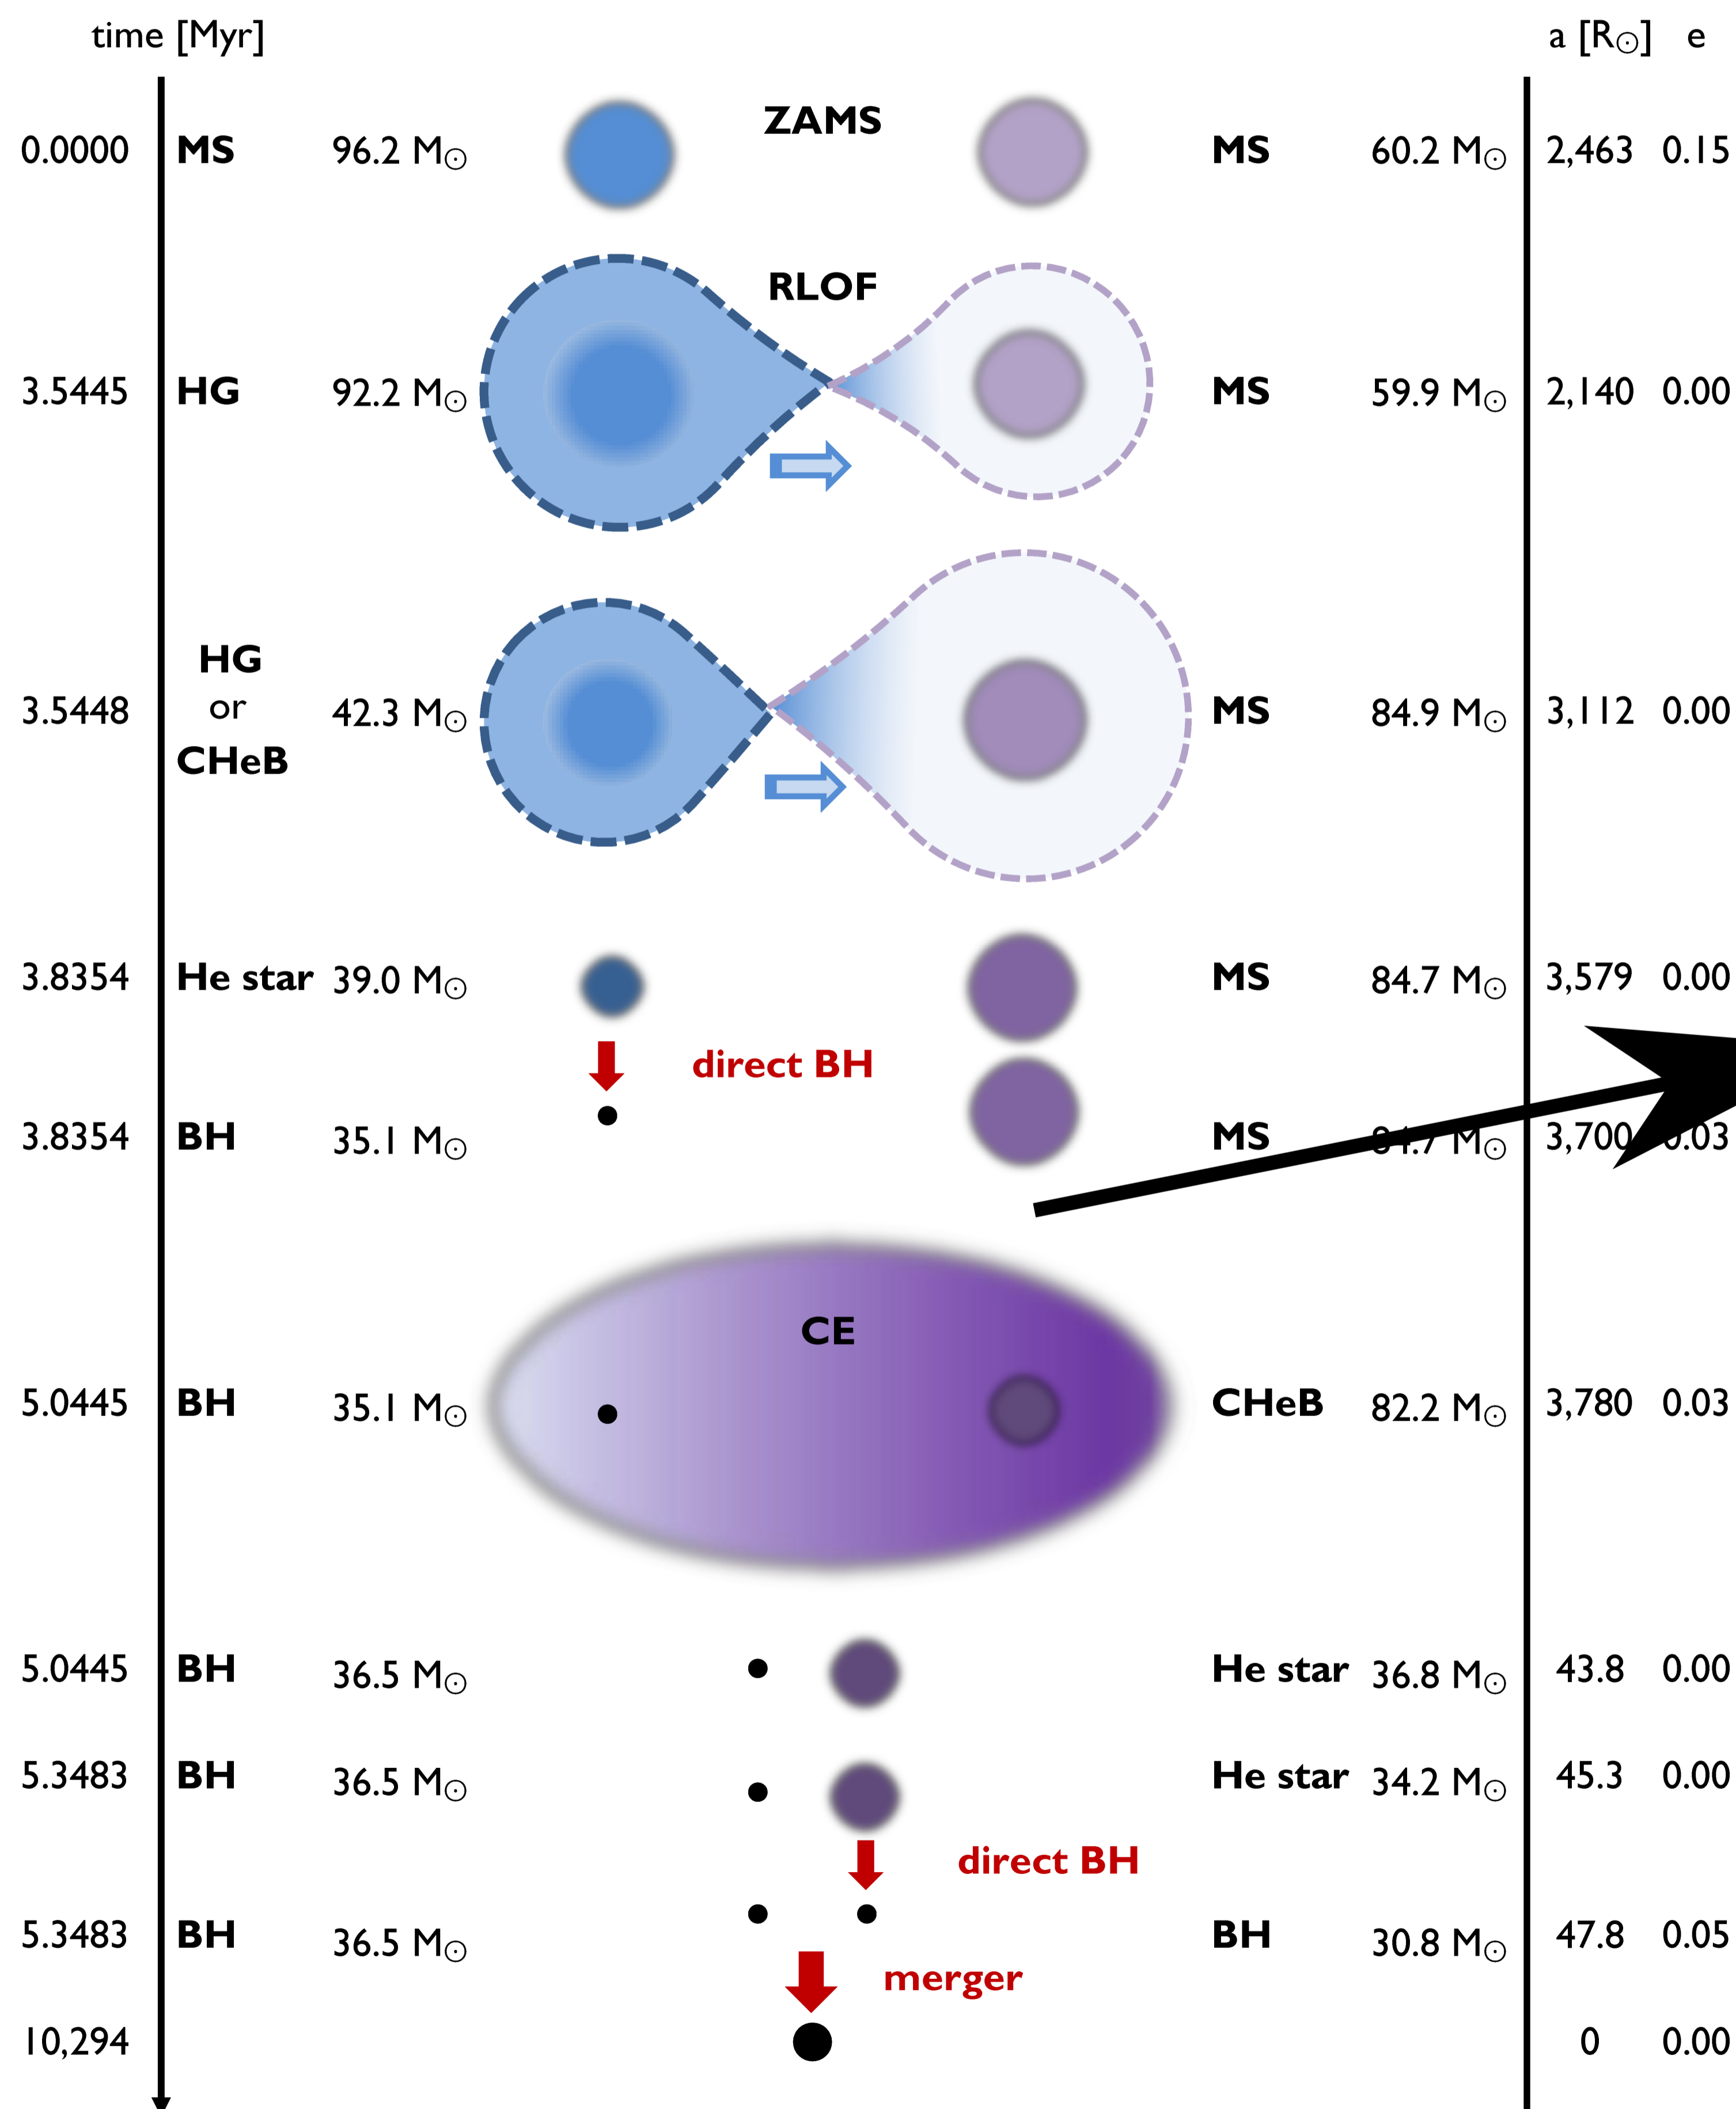 time [Myr] a [R☉] e
ZAMS
0.0000 MS 96.2 M☉ MS 60.2 M☉ 2,463 0.15
RLOF
3.5445 HG 92.2 M☉ MS 59.9 M☉ 2,140 0.00
HG
or
3.5448 42.3 M☉ MS 84.9 M☉ 3,112 0.00
CHeB
3.8354 He star 39.0 M☉ MS 84.7 M☉ 3,579 0.00
direct BH
3.8354 BH 35.1 M☉ MS 84.7 M☉ 3,700 0.03
CE
5.0445 BH 35.1 M☉ CHeB 82.2 M☉ 3,780 0.03
5.0445 BH 36.5 M☉ He star 36.8 M☉ 43.8 0.00
5.3483 BH 36.5 M☉ He star 34.2 M☉ 45.3 0.00
direct BH
5.3483 BH 36.5 M☉ BH 30.8 M☉ 47.8 0.05
merger
10,294 0 0.00